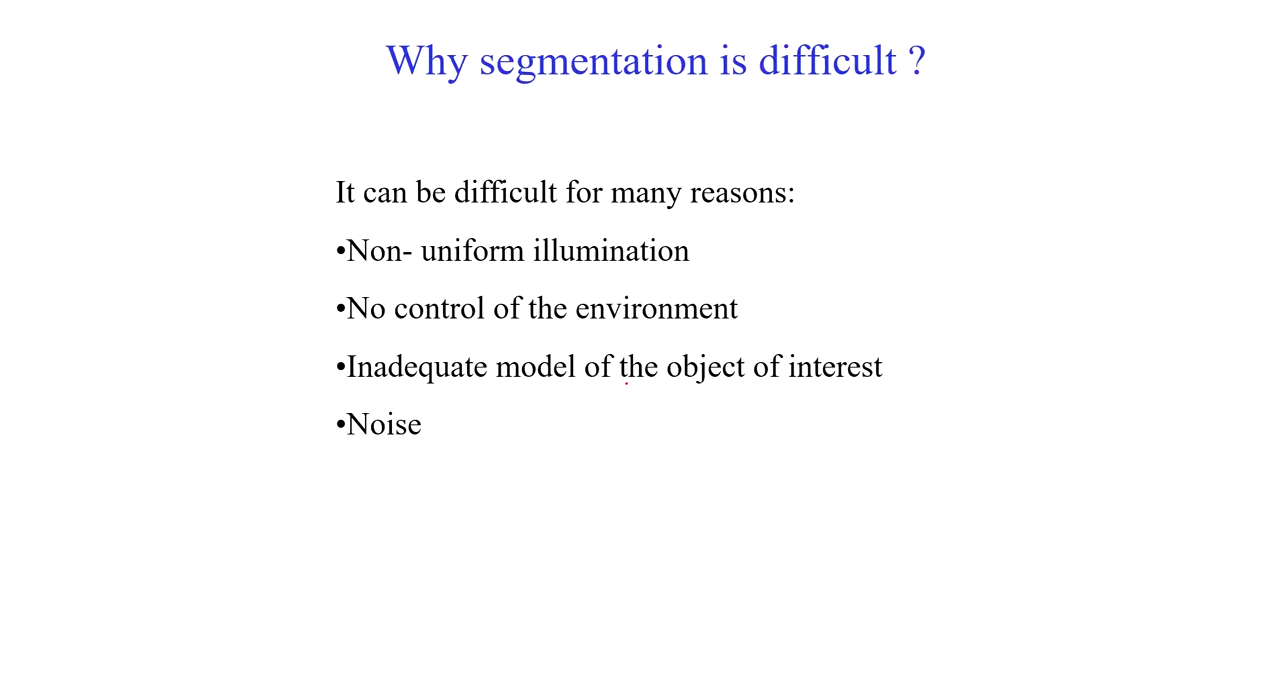 Why segmentation is difficult ?
It can be difficult for many reasons:
•Non- uniform illumination
•No control of the environment
•Inadequate model of the object of interest
•Noise